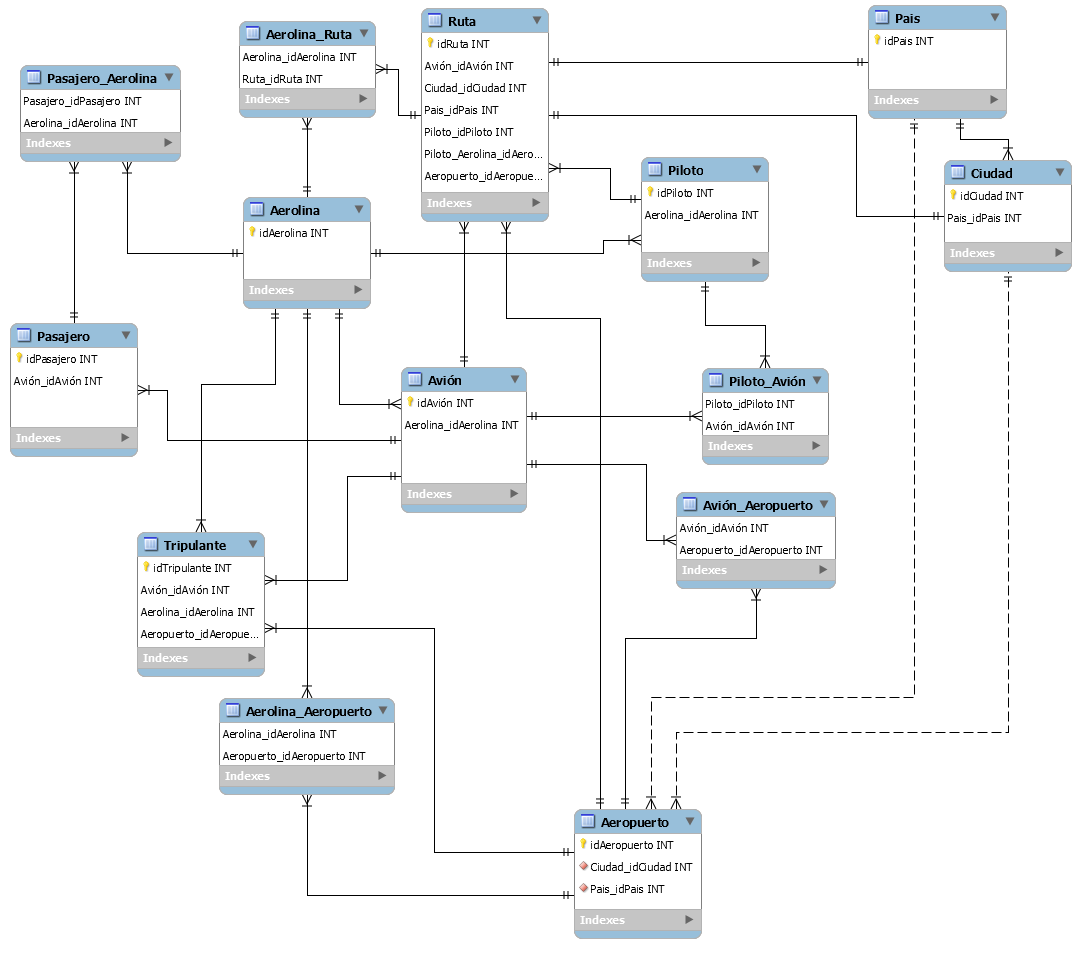 Pasajero_Aerolina
Pasajero_idPasajero INT
Aerolina_idAerolina INT
Indexes
Aerolina_Ruta
Aerolina_idAerolina INT
Ruta_idRuta INT
Indexes
Ruta
idRuta INT
Avión_idAvión INT
Ciudad_idCiudad INT
Pais_idPais INT
Piloto_idPiloto INT
Piloto_Aerolina_idAero...
Aeropuerto_idAeropue...
Indexes
Pais
idPais INT
Indexes
Ciudad
idCiudad INT
Pais_idPais INT
Indexes
Piloto
idPiloto INT
Aerolina_idAerolina INT
Indexes
Aerolina
idAerolina INT
Indexes
Pasajero
idPasajero INT
Avión_idAvión INT
Indexes
Avión
idAvión INT
Aerolina_idAerolina INT
Indexes
Piloto_Avión
Piloto_idPiloto INT
Avión_idAvión INT
Indexes
Avión_Aeropuerto
Avión_idAvión INT
Aeropuerto_idAeropuerto INT
Indexes
Tripulante
idTripulante INT
Avión_idAvión INT
Aerolina_idAerolina INT
Aeropuerto_idAeropue...
Indexes
Aerolina_Aeropuerto
Aerolina_idAerolina INT
Aeropuerto_idAeropuerto INT
Indexes
Aeropuerto
idAeropuerto INT
Ciudad_idCiudad INT
Pais_idPais INT
Indexes